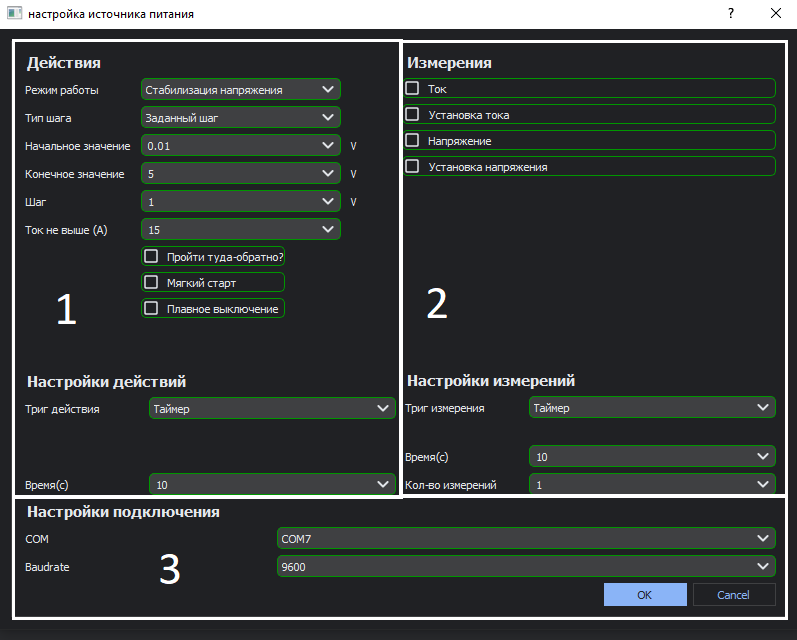 настройка источника питания
?
Действия
Режим работы Стабилизация напряжения
Тип шага Заданный шаг
Начальное значение 0.01 V
Конечное значение 5 V
Шаг 1 V
Ток не выше (А) 15
Пройти туда-обратно?
Мягкий старт
Плавное выключение
1
Настройки действий
Триг действия Таймер
Время(с) 10
Измерения
Ток
Установка тока
Напряжение
Установка напряжения
2
Настройки измерений
Триг измерения Таймер
Время(с) 10
Кол-во измерений 1
Настройки подключения
COM COM7
Baudrate 9600
3
OK Cancel